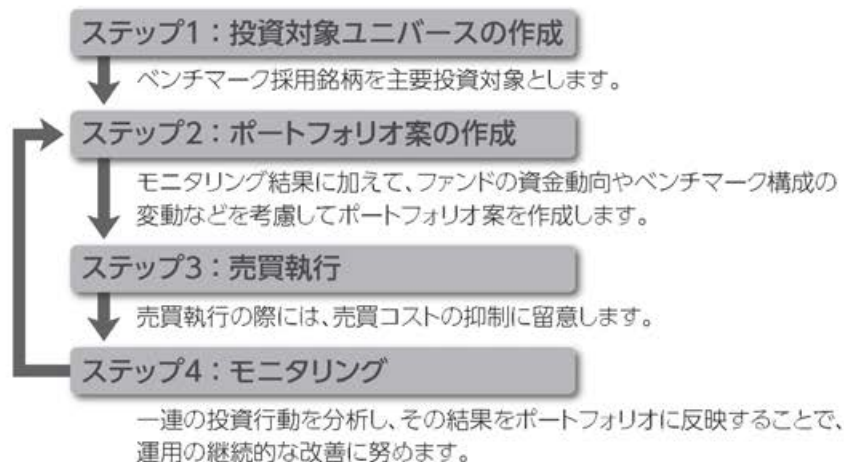 ステップ1：投資対象ユニバースの作成
ベンチマーク採用銘柄を主要投資対象とします。
ステップ2：ポートフォリオ案の作成
モニタリング結果に加えて、ファンドの資金動向やベンチマーク構成の
変動などを考慮してポートフォリオ案を作成します。
ステップ3：売買執行
売買執行の際には、売買コストの抑制に留意します。
ステップ4：モニタリング
一連の投資行動を分析し、その結果をポートフォリオに反映することで、
運用の継続的な改善に努めます。